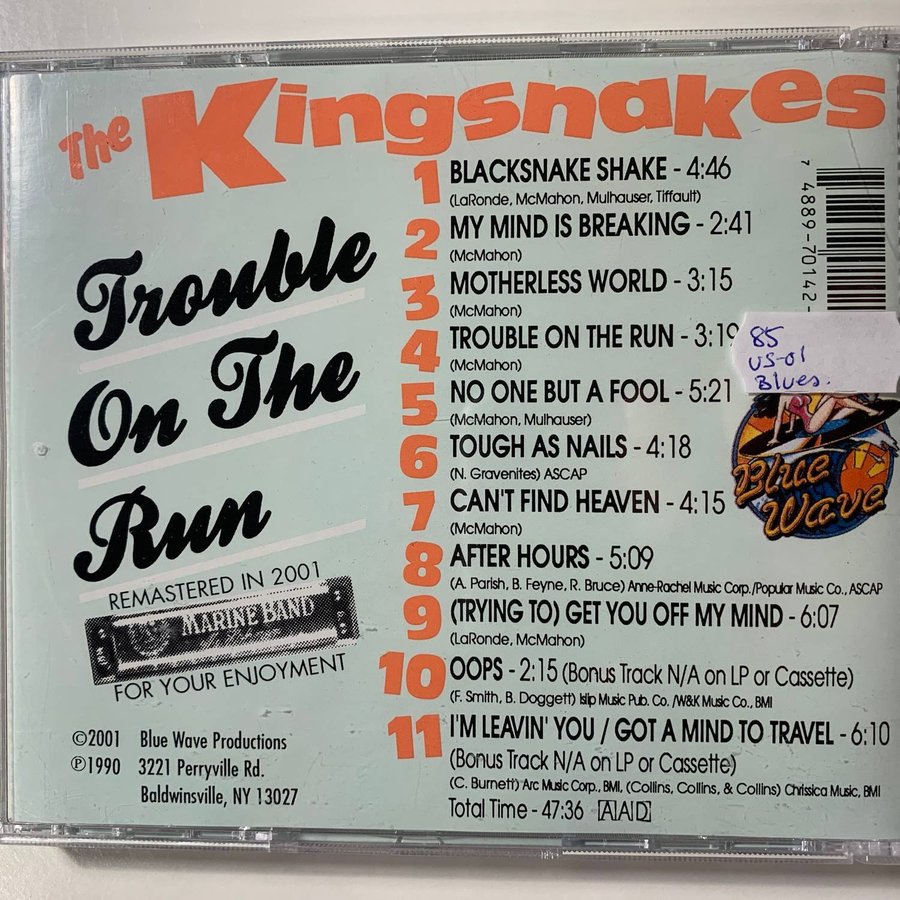 The Kingsnakes
Trouble
On The
Run
REMASTERED IN 2001
MARINE BAND
FOR YOUR ENJOYMENT
©2001 Blue Wave Productions
℗1990 3221 Perryville Rd.
Baldwinsville, NY 13027
1 BLACKSNAKE SHAKE - 4:46
(LaRonde, McMahon, Mulhauser, Tiffault)
2 MY MIND IS BREAKING - 2:41
(McMahon)
3 MOTHERLESS WORLD - 3:15
(McMahon)
4 TROUBLE ON THE RUN - 3:19
(McMahon)
5 NO ONE BUT A FOOL - 5:21
(McMahon, Mulhauser)
6 TOUGH AS NAILS - 4:18
(N. Gravenites) ASCAP
7 CAN'T FIND HEAVEN - 4:15
(McMahon)
8 AFTER HOURS - 5:09
(A. Parish, B. Feyne, R. Bruce) Anne-Rachel Music Corp./Popular Music Co., ASCAP
9 (TRYING TO) GET YOU OFF MY MIND - 6:07
(LaRonde, McMahon)
10 OOPS - 2:15 (Bonus Track N/A on LP or Cassette)
(F. Smith, B. Doggett) Islip Music Pub. Co. /W&K Music Co., BMI
11 I'M LEAVIN' YOU / GOT A MIND TO TRAVEL - 6:10
(Bonus Track N/A on LP or Cassette)
(C. Burnett) Arc Music Corp., BMI, (Collins, Collins, & Collins) Chrissica Music, BMI
Total Time - 47:36 AAD
7 4889-70142-
85
US-01
Blues.
Blue
Wave